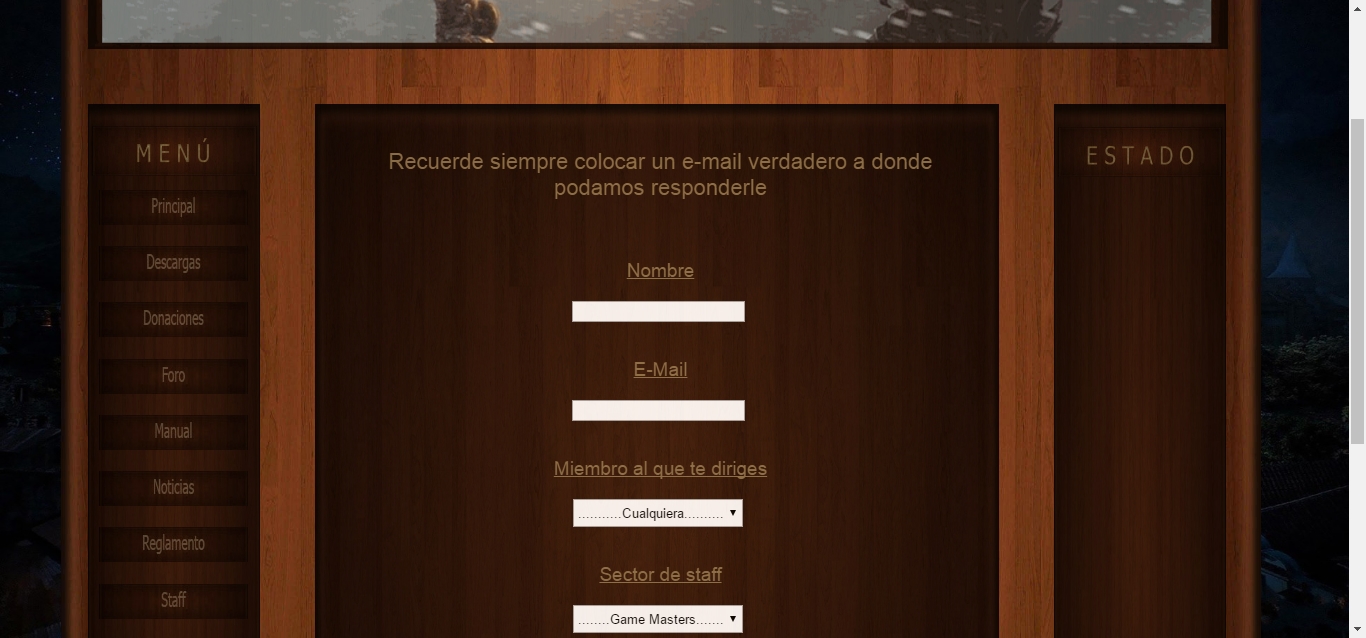 MENÚ
Principal
Descargas
Donaciones
Foro
Manual
Noticias
Reglamento
Staff
Recuerde siempre colocar un e-mail verdadero a donde
podamos responderle
Nombre
E-Mail
Miembro al que te diriges
...........Cualquiera..........
Sector de staff
........Game Masters.......
ESTADO